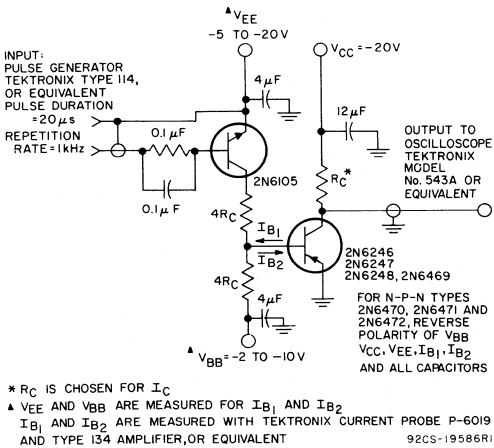 ▲ VEE
-5 TO -20V
VCC = -20V
INPUT:
PULSE GENERATOR
TEKTRONIX TYPE 114,
OR EQUIVALENT
PULSE DURATION
=20μs
REPETITION
RATE=1kHz
4μF
12μF
0.1μF
0.1μF
2N6105
RC*
OUTPUT TO
OSCILLOSCOPE
TEKTRONIX
MODEL
No. 543A OR
EQUIVALENT
4RC
IB1
IB2
4RC
4μF
2N6246
2N6247
2N6248, 2N6469
FOR N-P-N TYPES
2N6470, 2N6471 AND
2N6472, REVERSE
POLARITY OF VBB
VCC, VEE, IB1, IB2
AND ALL CAPACITORS
▲ VBB=-2 TO -10V
* RC IS CHOSEN FOR IC
▲ VEE AND VBB ARE MEASURED FOR IB1 AND IB2
IB1 AND IB2 ARE MEASURED WITH TEKTRONIX CURRENT PROBE P-6019
AND TYPE 134 AMPLIFIER, OR EQUIVALENT
92CS-19586R1